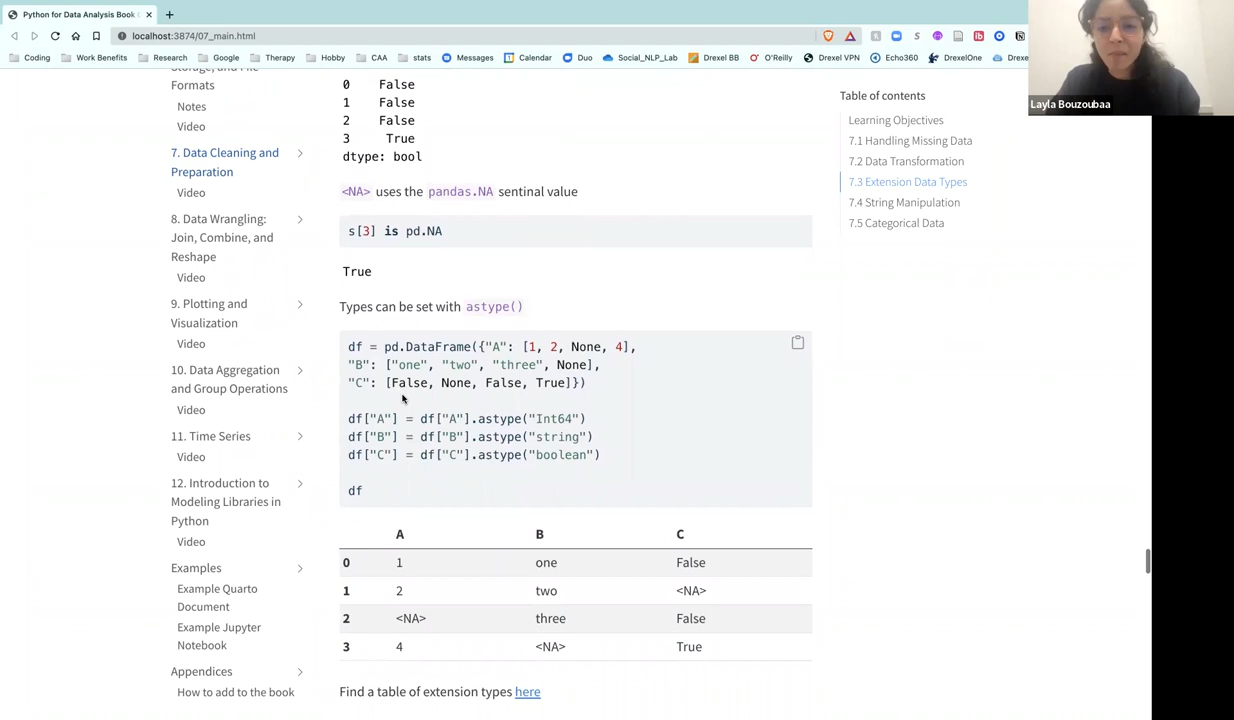 Python for Data Analysis Book
localhost:3874/07_main.html
Coding
Work Benefits
Research
Google
Therapy
Hobby
CAA
stats
Messages
Calendar
Duo
Social_NLP_Lab
Drexel BB
O'Reilly
Drexel VPN
Echo360
DrexelOne
Drexe
Layla Bouzoubaa
Storage, and File
Formats
Notes
Video
7. Data Cleaning and
Preparation
Video
8. Data Wrangling:
Join, Combine, and
Reshape
Video
9. Plotting and
Visualization
Video
10. Data Aggregation
and Group Operations
Video
11. Time Series
Video
12. Introduction to
Modeling Libraries in
Python
Video
Examples
Example Quarto
Document
Example Jupyter
Notebook
Appendices
How to add to the book
0 False
1 False
2 False
3 True
dtype: bool
<NA> uses the pandas.NA sentinal value
s[3] is pd.NA
True
Types can be set with astype()
df = pd.DataFrame({"A": [1, 2, None, 4],
"B": ["one", "two", "three", None],
"C": [False, None, False, True]})
df["A"] = df["A"].astype("Int64")
df["B"] = df["B"].astype("string")
df["C"] = df["C"].astype("boolean")
df
A B C
0 1 one False
1 2 two <NA>
2 <NA> three False
3 4 <NA> True
Find a table of extension types here
Table of contents
Learning Objectives
7.1 Handling Missing Data
7.2 Data Transformation
7.3 Extension Data Types
7.4 String Manipulation
7.5 Categorical Data